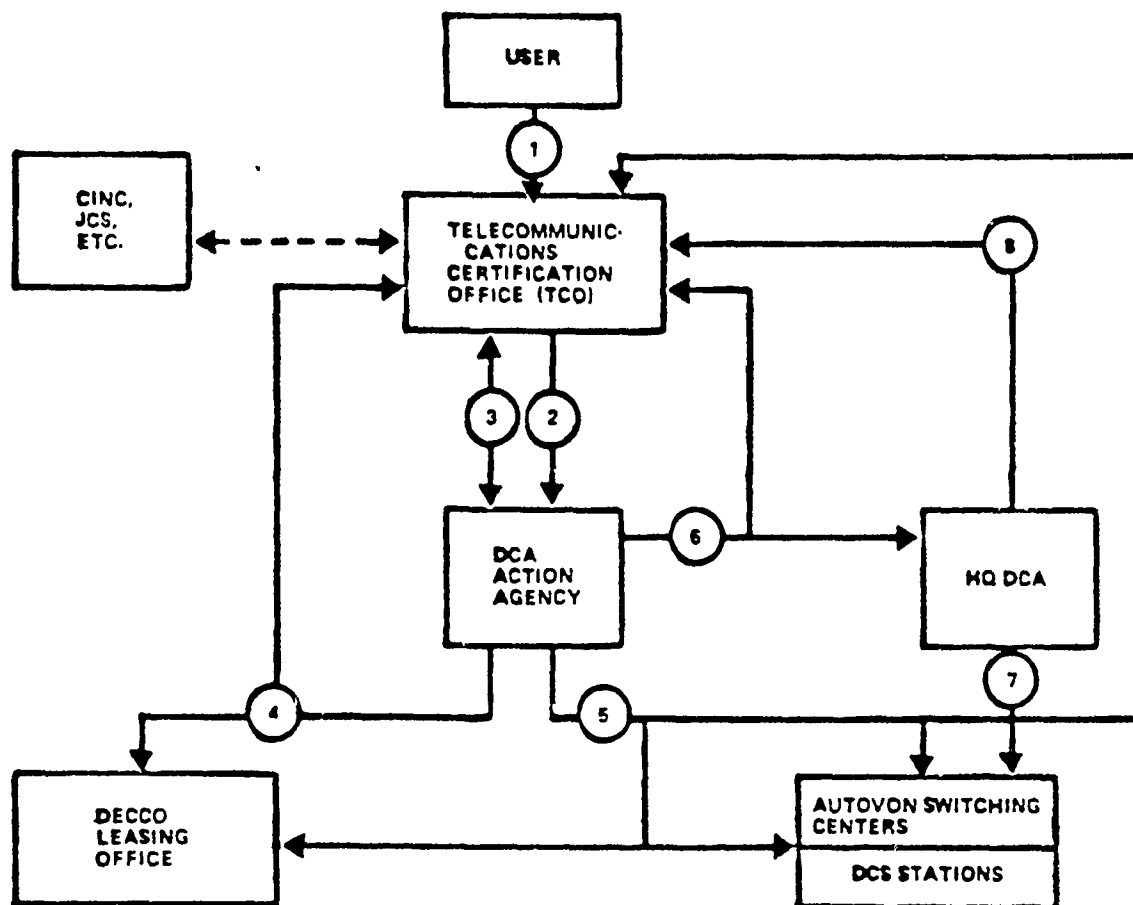 USER
1
CINC,
JCS,
ETC.
TELECOMMUNIC-
CATIONS
CERTIFICATION
OFFICE (TCO)
8
3
2
DCA
ACTION
AGENCY
6
HQ DCA
7
4
5
DECCO
LEASING
OFFICE
AUTOVON SWITCHING
CENTERS
DCS STATIONS